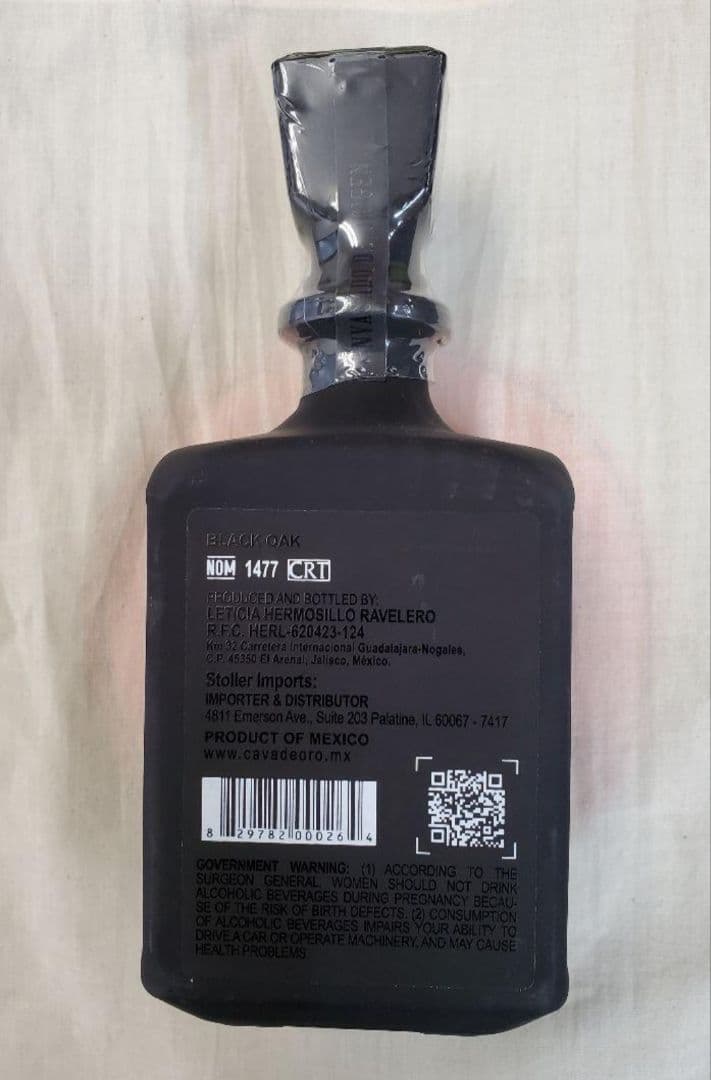 ENVASADO DE ORIGEN
BLACK OAK
NOM 1477 CRT
PRODUCED AND BOTTLED BY:
LETICIA HERMOSILLO RAVELERO
R.F.C. HERL-620423-124
Km 32 Carretera Internacional Guadalajara-Nogales,
C.P. 45350 El Arenal, Jalisco, México.
Stoller Imports:
IMPORTER & DISTRIBUTOR
4811 Emerson Ave., Suite 203 Palatine, IL 60067 - 7417
PRODUCT OF MEXICO
www.cavadeoro.mx
8 29782 00026 4
GOVERNMENT WARNING: (1) ACCORDING TO THE
SURGEON GENERAL, WOMEN SHOULD NOT DRINK
ALCOHOLIC BEVERAGES DURING PREGNANCY BECAU-
SE OF THE RISK OF BIRTH DEFECTS. (2) CONSUMPTION
OF ALCOHOLIC BEVERAGES IMPAIRS YOUR ABILITY TO
DRIVE A CAR OR OPERATE MACHINERY, AND MAY CAUSE
HEALTH PROBLEMS